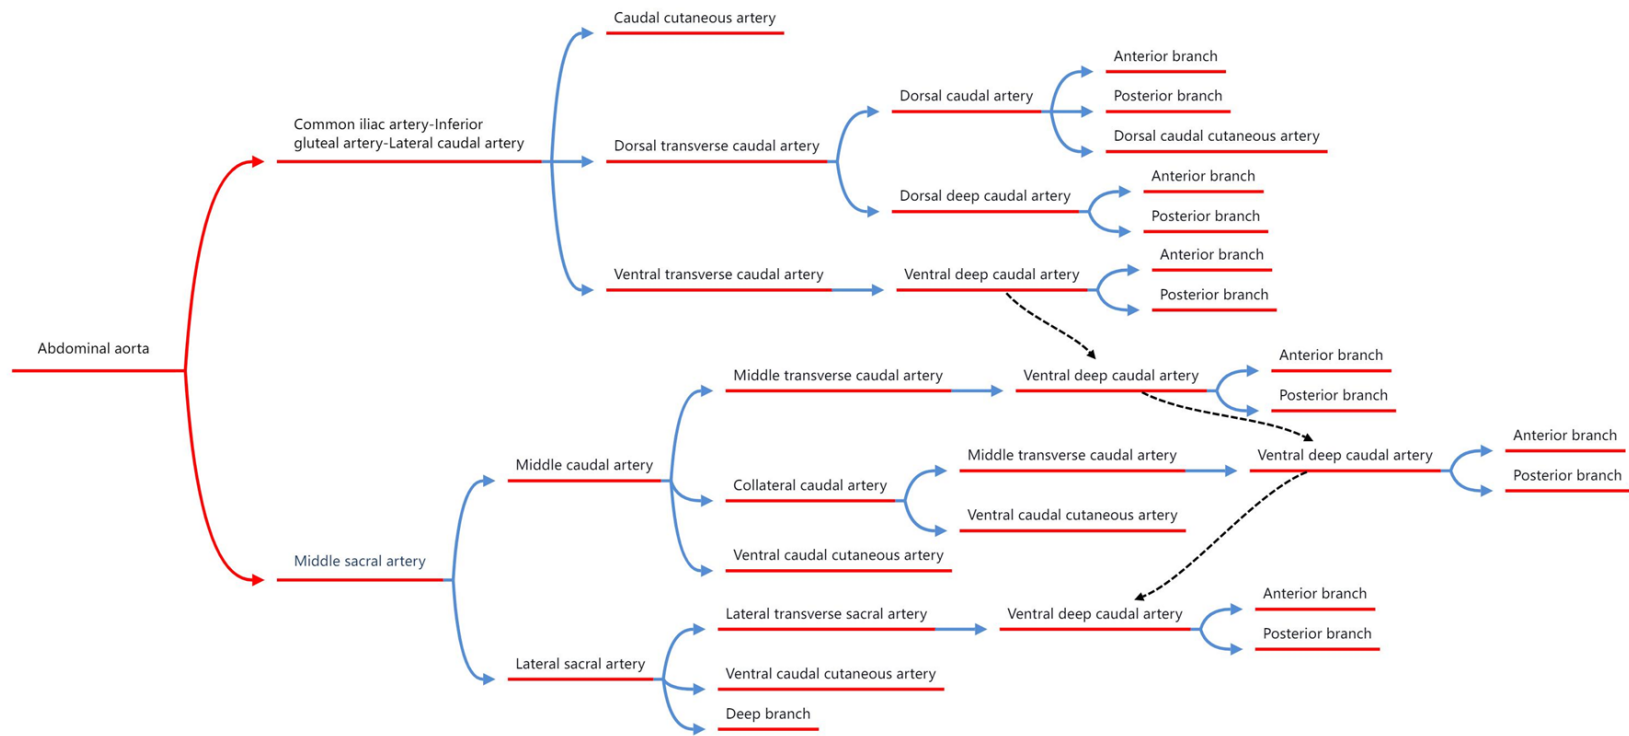 Caudal cutaneous artery
Anterior branch
Dorsal caudal artery
Posterior branch
Common iliac artery-Inferior
gluteal artery-Lateral caudal artery
Dorsal transverse caudal artery
Dorsal caudal cutaneous artery
Anterior branch
Dorsal deep caudal artery
Posterior branch
Anterior branch
Ventral transverse caudal artery
Ventral deep caudal artery
Posterior branch
Abdominal aorta
Anterior branch
Middle transverse caudal artery
Ventral deep caudal artery
Posterior branch
Anterior branch
Middle transverse caudal artery
Ventral deep caudal artery
Middle caudal artery
Posterior branch
Collateral caudal artery
Ventral caudal cutaneous artery
Ventral caudal cutaneous artery
Middle sacral artery
Anterior branch
Lateral transverse sacral artery
Ventral deep caudal artery
Posterior branch
Lateral sacral artery
Ventral caudal cutaneous artery
Deep branch